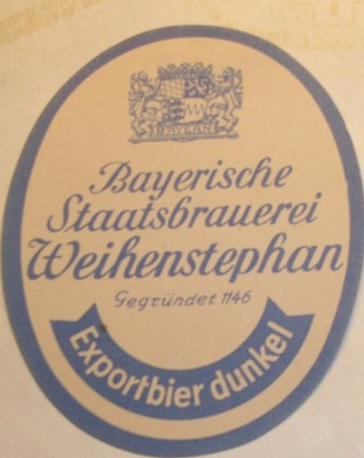 BAYERN
Bayerische
Staatsbrauerei
Weihenstephan
Gegründet 1146
Exportbier dunkel